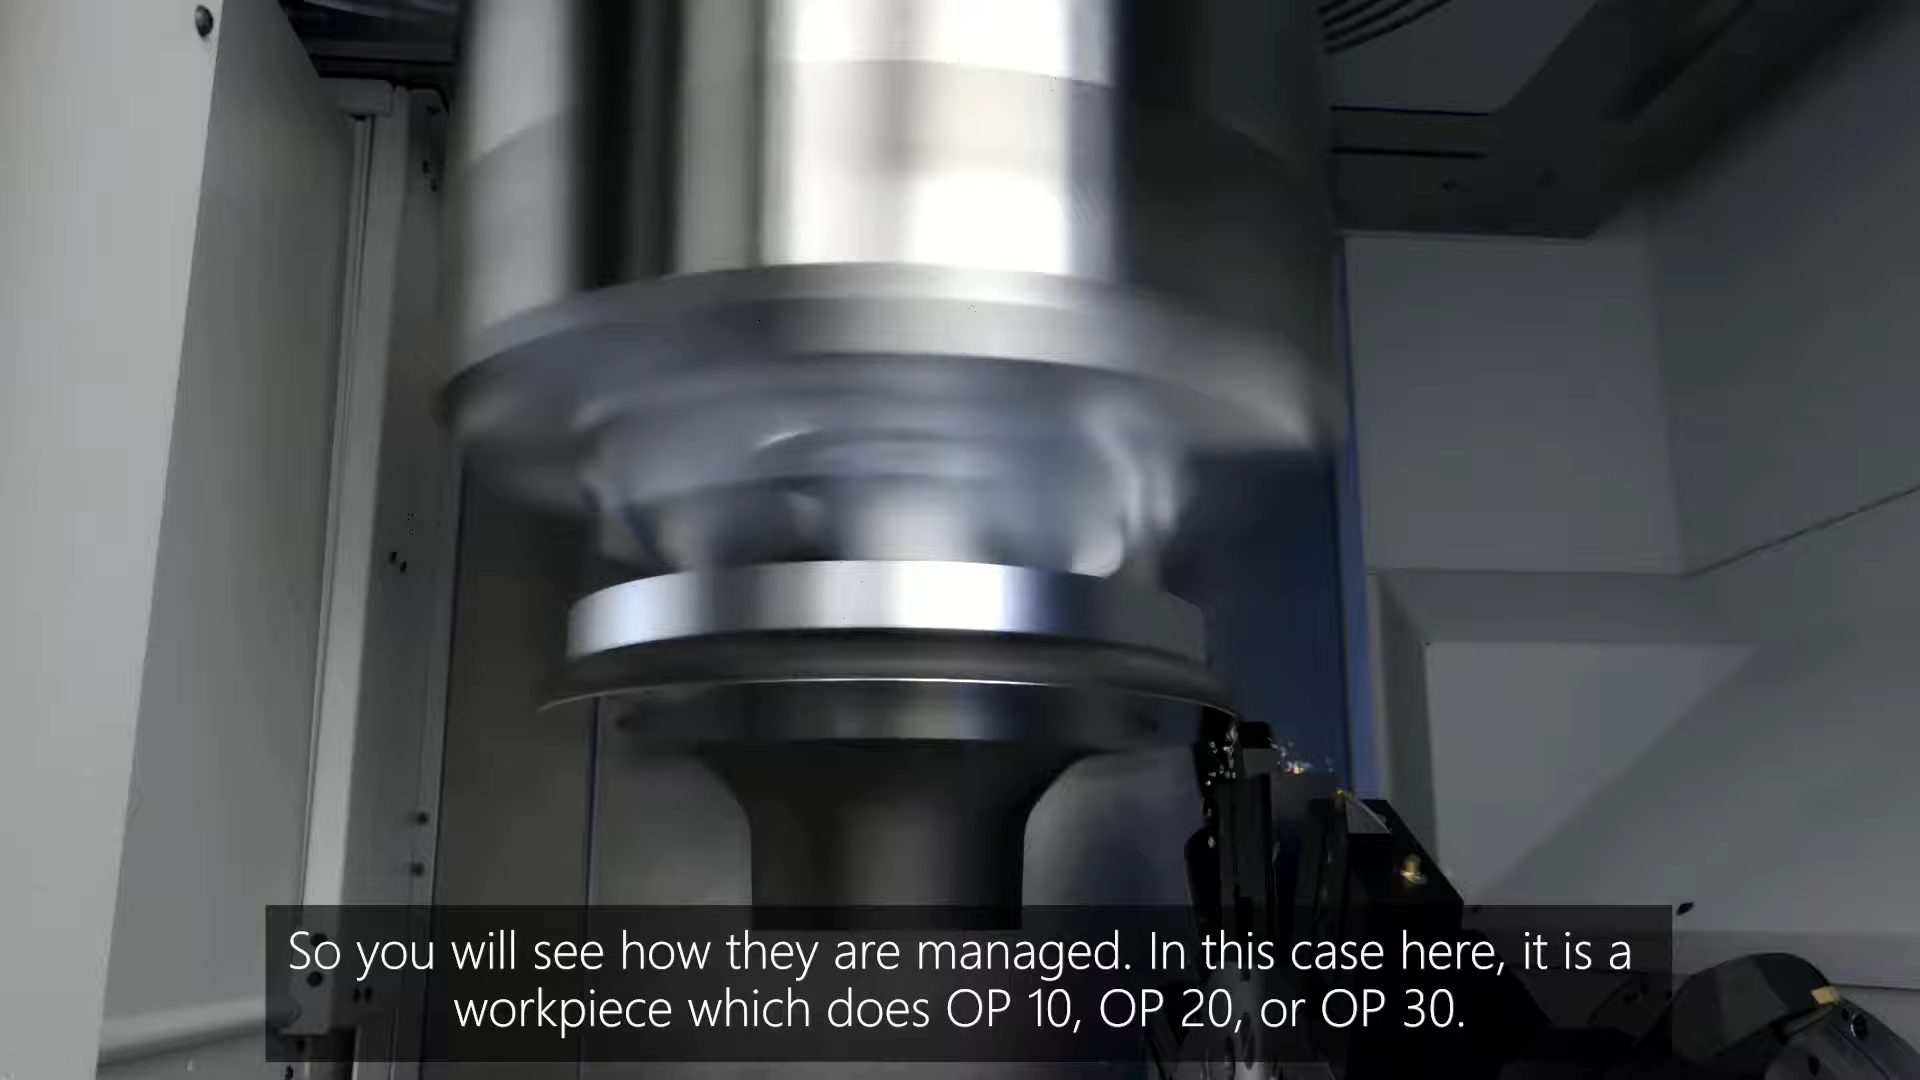 So you will see how they are managed. In this case here, it is a
workpiece which does OP 10, OP 20, or OP 30.